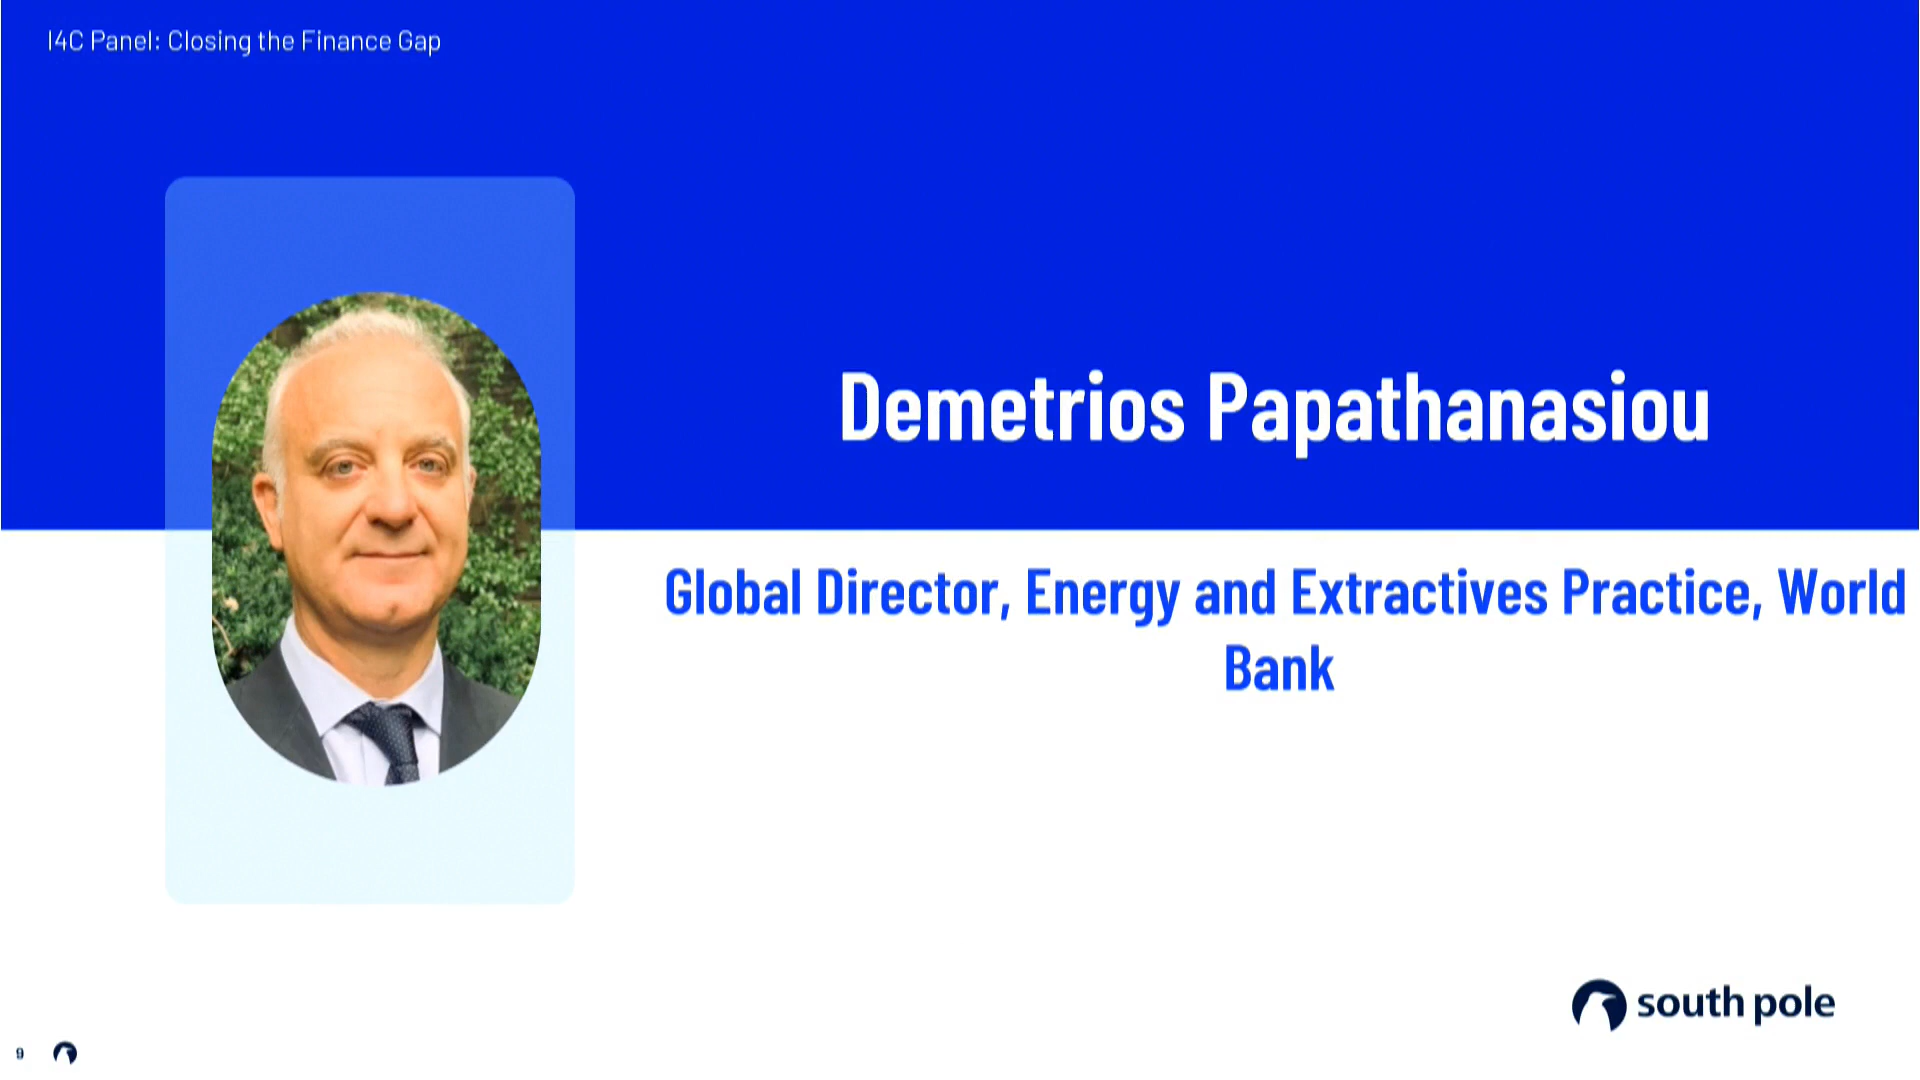 I4C Panel: Closing the Finance Gap
Demetrios Papathanasiou
Global Director, Energy and Extractives Practice, World
Bank
south pole
9